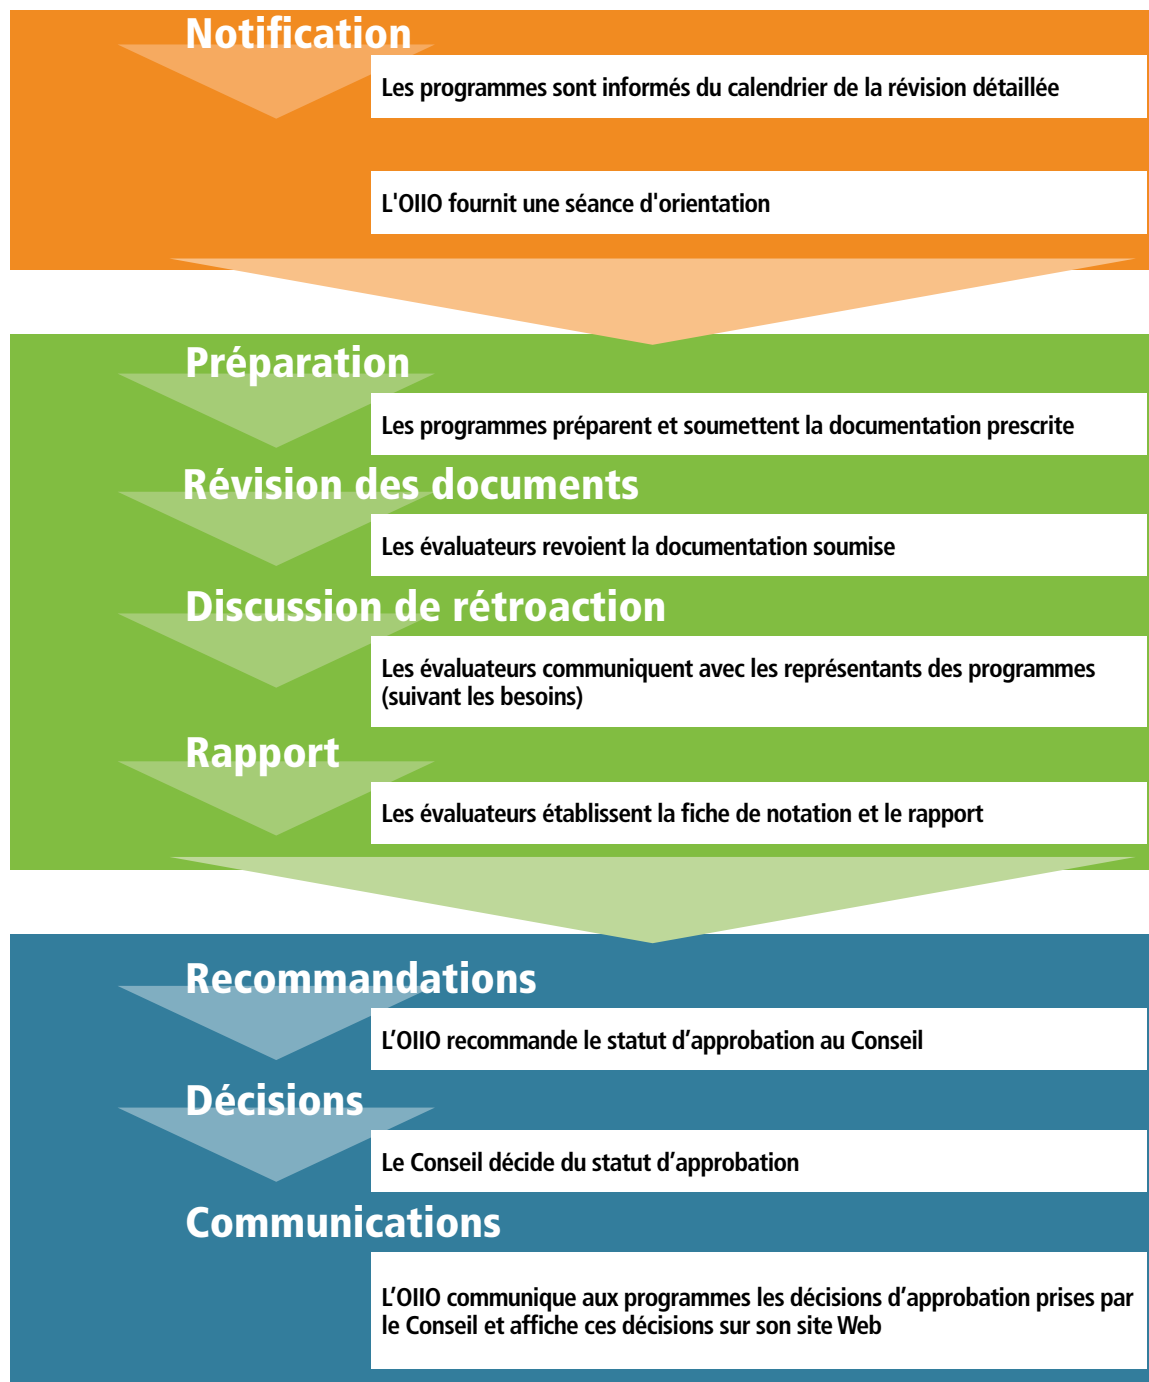 Notification
Les programmes sont informés du calendrier de la révision détaillée
L'OIIO fournit une séance d'orientation
Préparation
Les programmes préparent et soumettent la documentation prescrite
Révision des documents
Les évaluateurs revoient la documentation soumise
Discussion de rétroaction
Les évaluateurs communiquent avec les représentants des programmes
(suivant les besoins)
Rapport
Les évaluateurs établissent la fiche de notation et le rapport
Recommandations
L’OIIO recommande le statut d’approbation au Conseil
Décisions
Le Conseil décide du statut d’approbation
Communications
L’OIIO communique aux programmes les décisions d’approbation prises par
le Conseil et affiche ces décisions sur son site Web